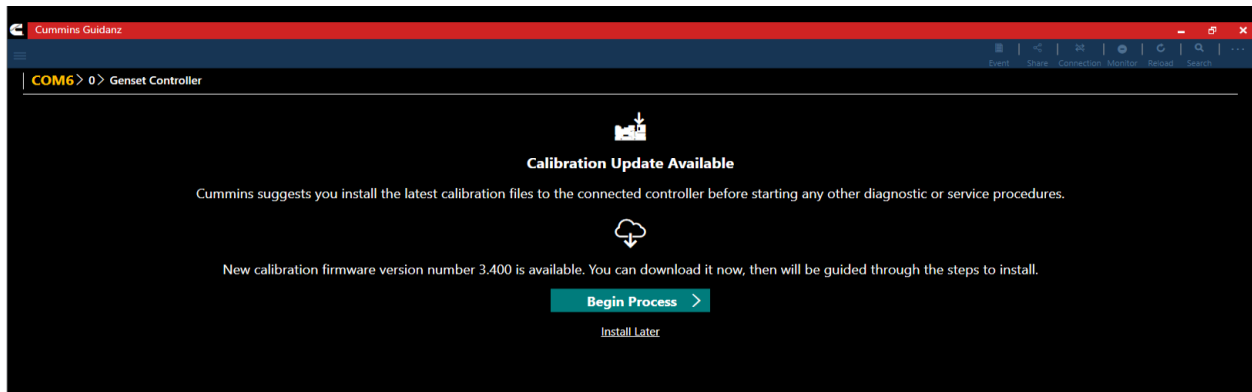 Cummins Guidanz
Event | Share | Connection | Monitor | Reload | Search | ...
COM6 > 0 > Genset Controller
Calibration Update Available
Cummins suggests you install the latest calibration files to the connected controller before starting any other diagnostic or service procedures.
New calibration firmware version number 3.400 is available. You can download it now, then will be guided through the steps to install.
Begin Process >
Install Later